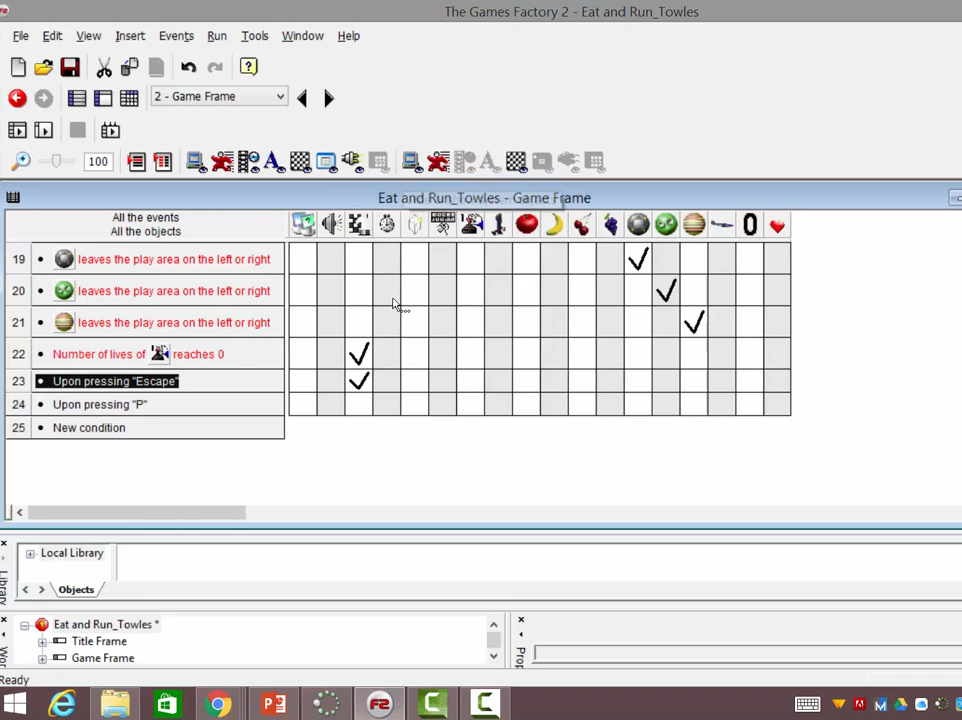 The Games Factory 2 - Eat and Run_Towles
File Edit View Insert Events Run Tools Window Help
2 - Game Frame
100
Eat and Run_Towles - Game Frame
All the events
All the objects
19 • leaves the play area on the left or right
20 • leaves the play area on the left or right
21 • leaves the play area on the left or right
22 • Number of lives of reaches 0
23 • Upon pressing "Escape"
24 • Upon pressing "P"
25 • New condition
Local Library
Objects
Eat and Run_Towles *
Title Frame
Game Frame
Ready